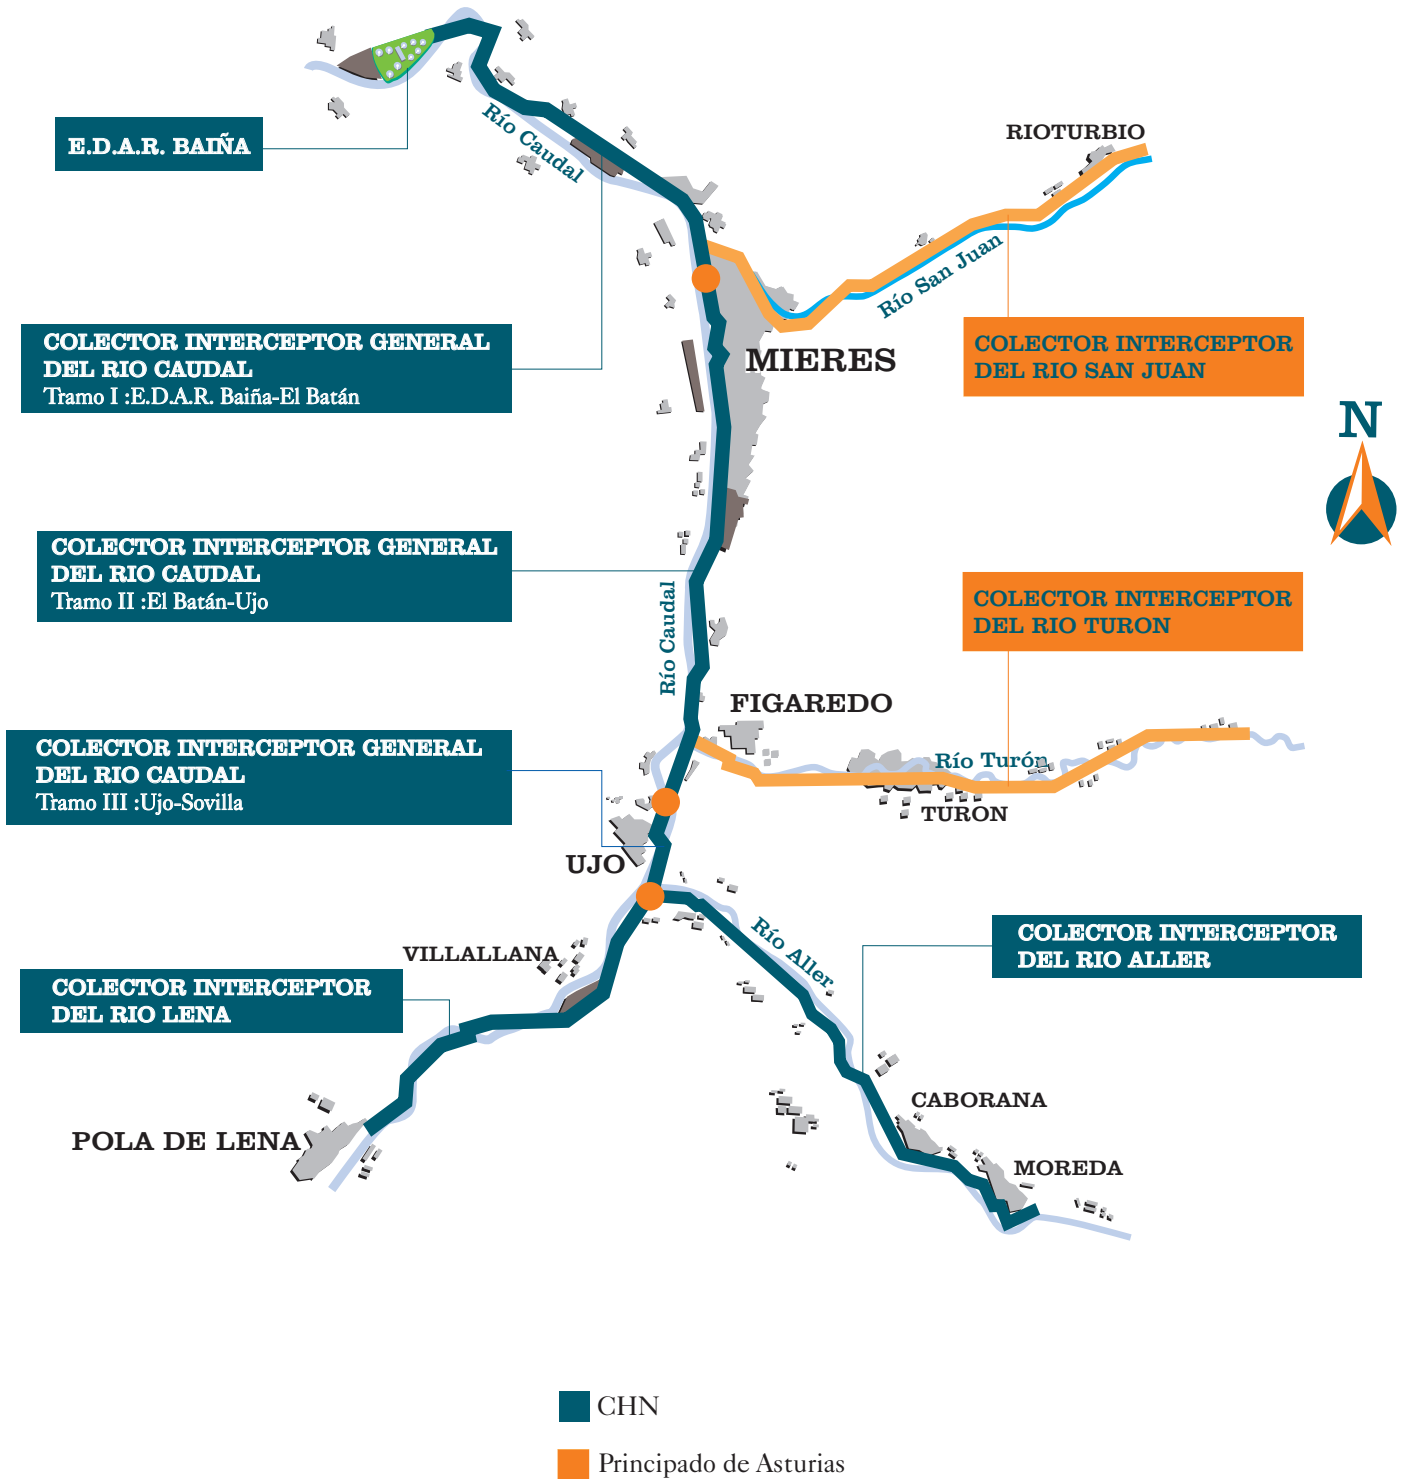 E.D.A.R. BAIÑA
Río Caudal
RIOTURBIO
Río San Juan
COLECTOR INTERCEPTOR GENERAL
DEL RIO CAUDAL
Tramo I :E.D.A.R. Baiña-El Batán
MIERES
COLECTOR INTERCEPTOR
DEL RIO SAN JUAN
N
COLECTOR INTERCEPTOR GENERAL
DEL RIO CAUDAL
Tramo II :El Batán-Ujo
Río Caudal
COLECTOR INTERCEPTOR
DEL RIO TURON
FIGAREDO
COLECTOR INTERCEPTOR GENERAL
DEL RIO CAUDAL
Tramo III :Ujo-Sovilla
Río Turón
TURON
UJO
VILLALLANA
Río Aller
COLECTOR INTERCEPTOR
DEL RIO ALLER
COLECTOR INTERCEPTOR
DEL RIO LENA
CABORANA
POLA DE LENA
MOREDA
CHN
Principado de Asturias